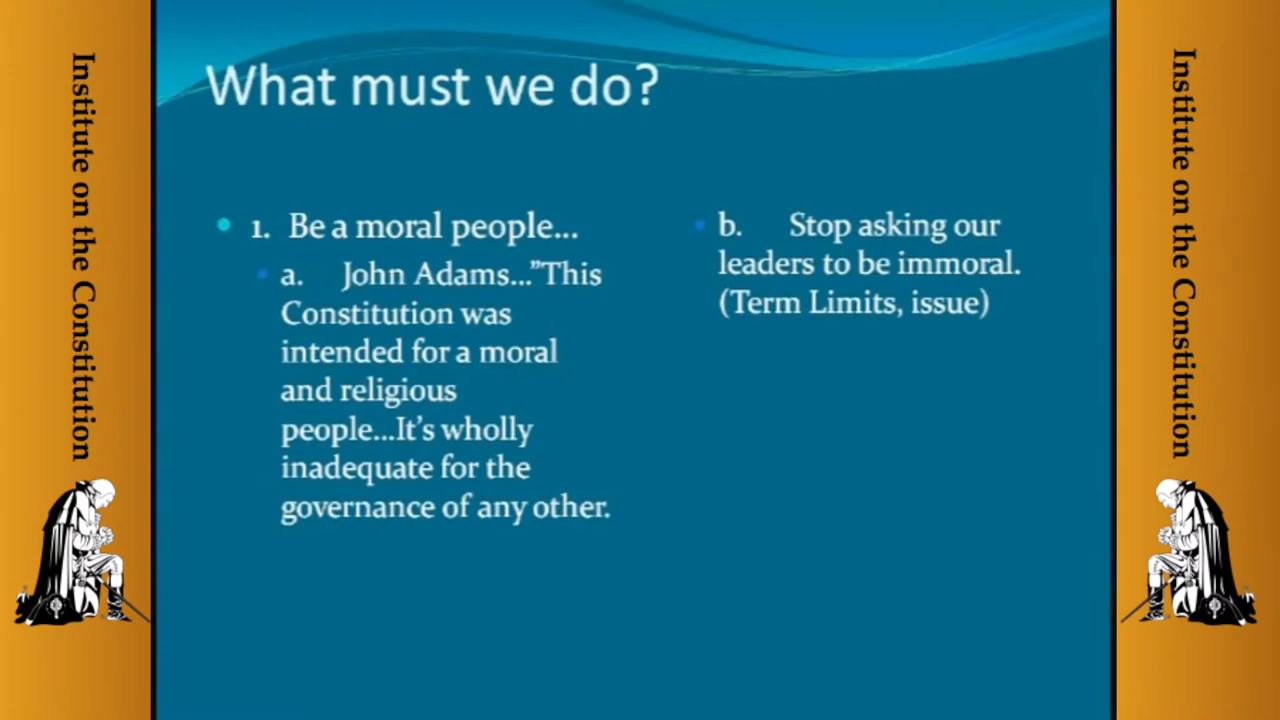 Institute on the Constitution
What must we do?
1. Be a moral people...
a. John Adams..."This
Constitution was
intended for a moral
and religious
people...It's wholly
inadequate for the
governance of any other.
b. Stop asking our
leaders to be immoral.
(Term Limits, issue)
Institute on the Constitution